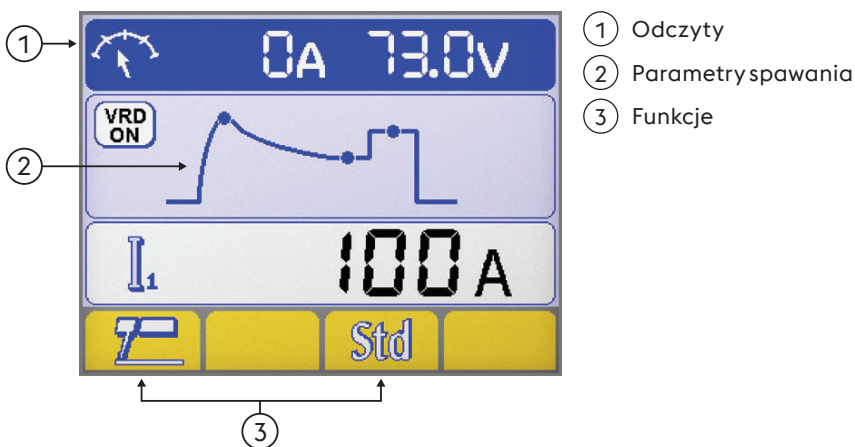 1 0A 73.0V 1 Odczyty
2 Parametry spawania
VRD
ON
3 Funkcje
2
I1 100A
Std
3